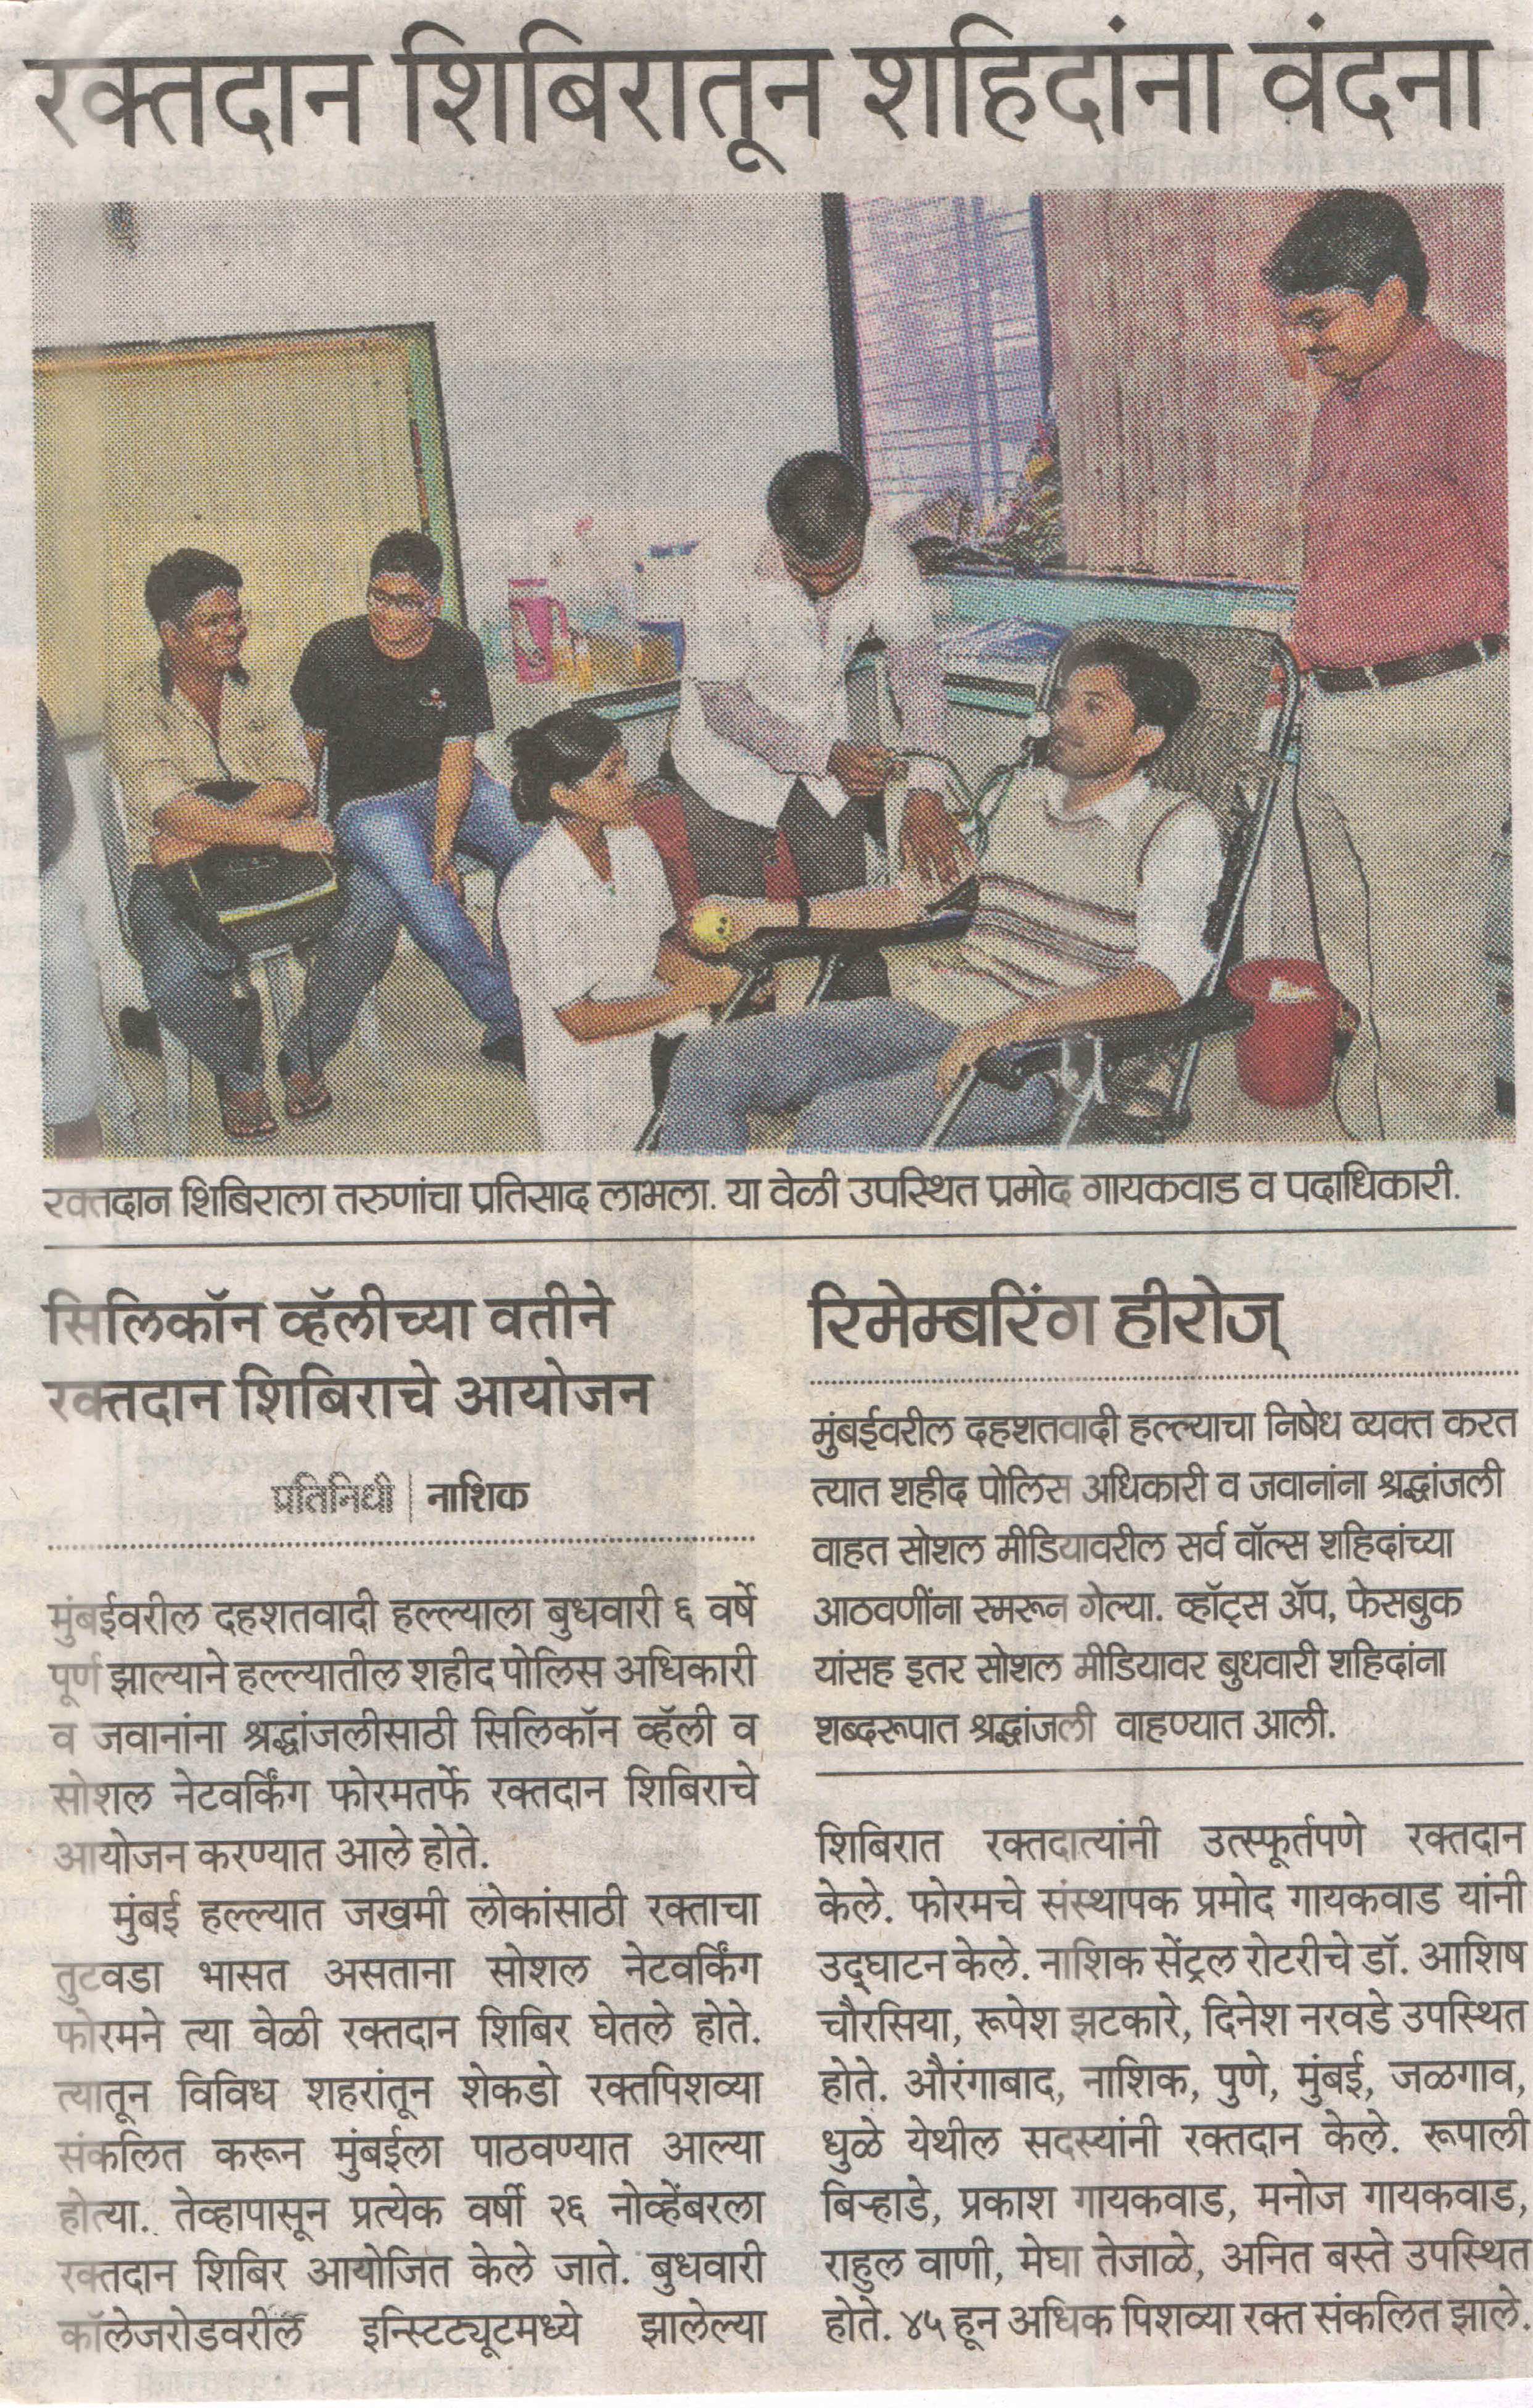 रक्तदान शिबिरातून शहिदांना वंदना
रक्तदान शिबिराला तरुणांचा प्रतिसाद लाभला. या वेळी उपस्थित प्रमोद गायकवाड व पदाधिकारी.
सिलिकॉन व्हॅलीच्या वतीने
रक्तदान शिबिराचे आयोजन
प्रतिनिधी | नाशिक
मुंबईवरील दहशतवादी हल्ल्याला बुधवारी ६ वर्षे
पूर्ण झाल्याने हल्ल्यातील शहीद पोलिस अधिकारी
व जवानांना श्रद्धांजलीसाठी सिलिकॉन व्हॅली व
सोशल नेटवर्किंग फोरमतर्फे रक्तदान शिबिराचे
आयोजन करण्यात आले होते.
मुंबई हल्ल्यात जखमी लोकांसाठी रक्ताचा
तुटवडा भासत असताना सोशल नेटवर्किंग
फोरमने त्या वेळी रक्तदान शिबिर घेतले होते.
त्यातून विविध शहरांतून शेकडो रक्तपिशव्या
संकलित करून मुंबईला पाठवण्यात आल्या
होत्या. तेव्हापासून प्रत्येक वर्षी २६ नोव्हेंबरला
रक्तदान शिबिर आयोजित केले जाते. बुधवारी
कॉलेजरोडवरील इन्स्टिट्यूटमध्ये झालेल्या
रिमेम्बरिंग हीरोज्
मुंबईवरील दहशतवादी हल्ल्याचा निषेध व्यक्त करत
त्यात शहीद पोलिस अधिकारी व जवानांना श्रद्धांजली
वाहत सोशल मीडियावरील सर्व वॉल्स शहिदांच्या
आठवणींना स्मरून गेल्या. व्हॉट्स अॅप, फेसबुक
यांसह इतर सोशल मीडियावर बुधवारी शहिदांना
शब्दरूपात श्रद्धांजली वाहण्यात आली.
शिबिरात रक्तदात्यांनी उत्स्फूर्तपणे रक्तदान
केले. फोरमचे संस्थापक प्रमोद गायकवाड यांनी
उद्‌घाटन केले. नाशिक सेंट्रल रोटरीचे डॉ. आशिष
चौरसिया, रूपेश झटकारे, दिनेश नरवडे उपस्थित
होते. औरंगाबाद, नाशिक, पुणे, मुंबई, जळगाव,
धुळे येथील सदस्यांनी रक्तदान केले. रूपाली
बिऱ्हाडे, प्रकाश गायकवाड, मनोज गायकवाड,
राहुल वाणी, मेघा तेजाळे, अनित बस्ते उपस्थित
होते. ४५ हून अधिक पिशव्या रक्त संकलित झाले.